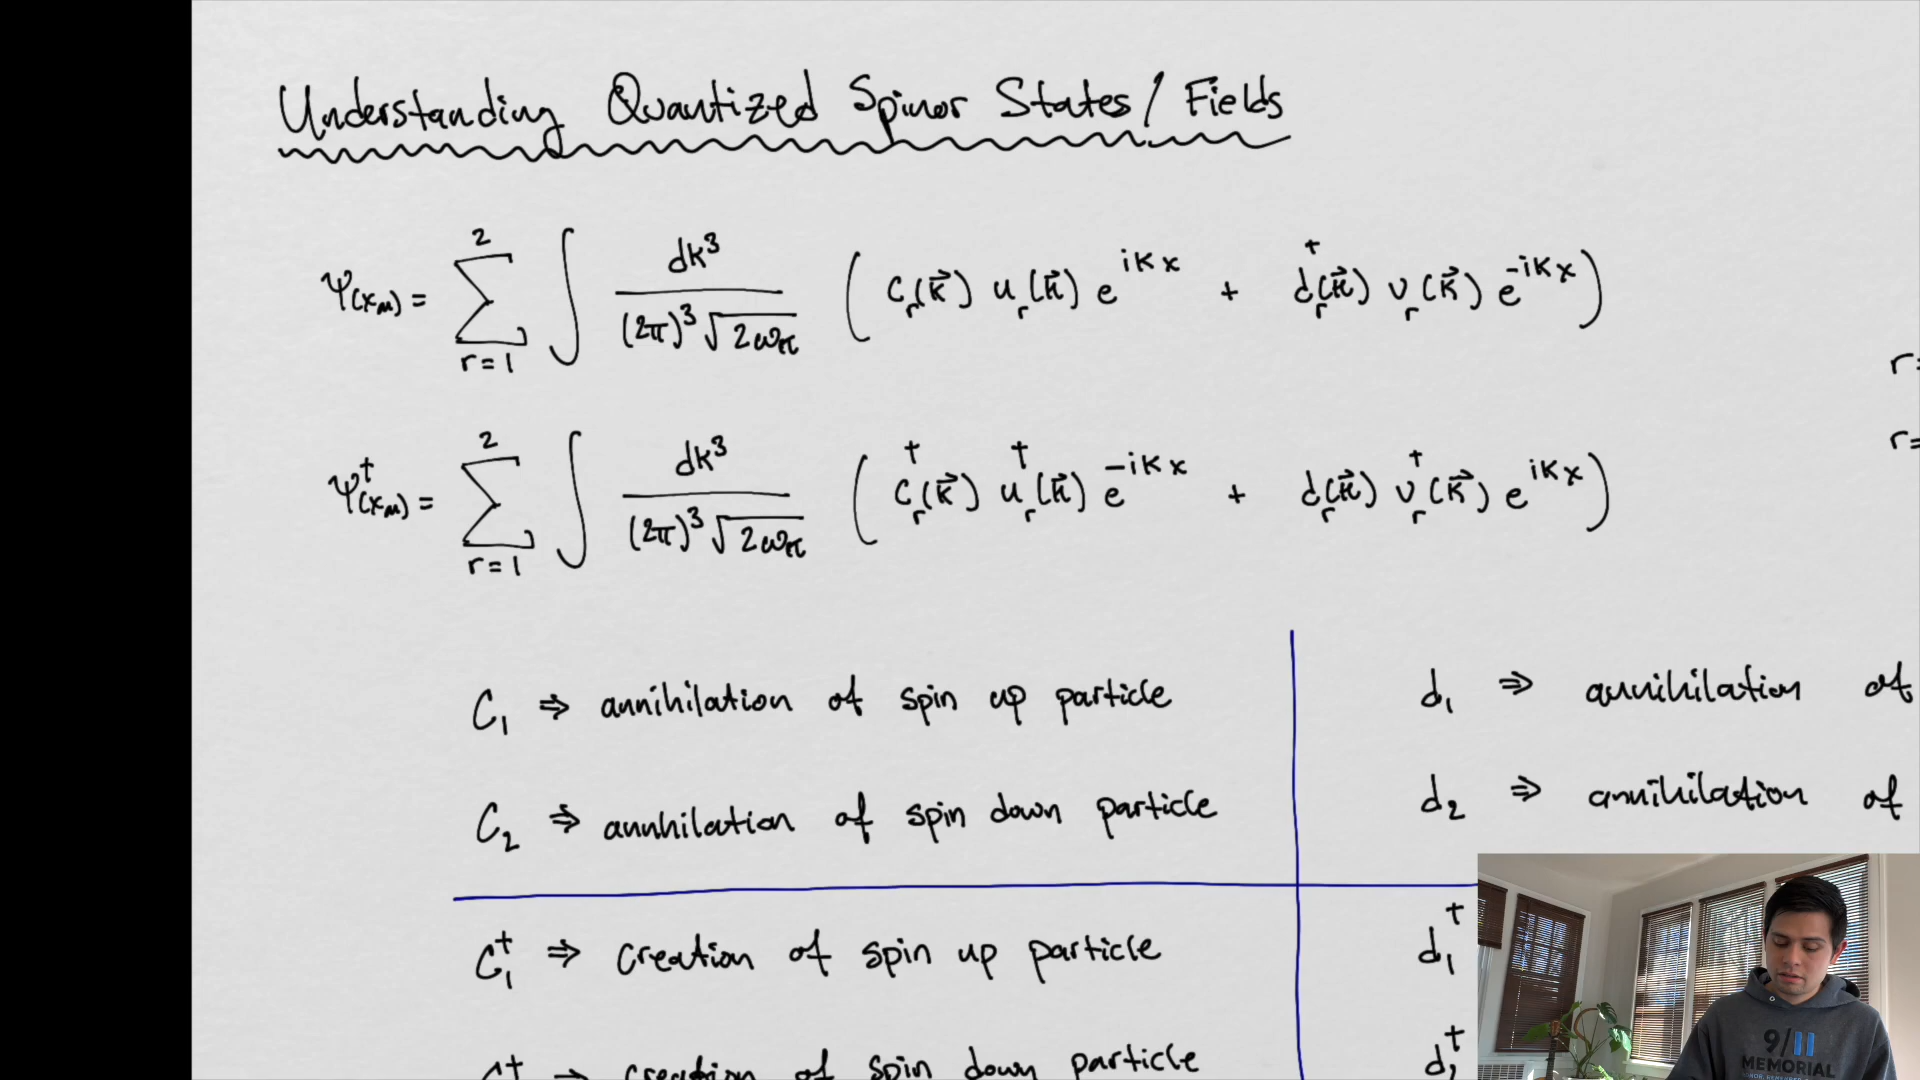 Understanding Quantized Spinor States / Fields
Ψ(xμ) = Σ_{r=1}^{2} ∫ dk³ / ((2π)³ √(2ω_k)) ( c_r(k⃗) u_r(k⃗) e^{ikx} + d_r†(k⃗) v_r(k⃗) e^{-ikx} )
r=
Ψ†(xμ) = Σ_{r=1}^{2} ∫ dk³ / ((2π)³ √(2ω_k)) ( c_r†(k⃗) u_r†(k⃗) e^{-ikx} + d_r(k⃗) v_r†(k⃗) e^{ikx} )
r=
C₁ ⇒ annihilation of spin up particle
d₁ ⇒ annihilation of
C₂ ⇒ annhilation of spin down particle
d₂ ⇒ annihilation of
C₁† ⇒ creation of spin up particle
d₁†
creation of spin down particle
d₂†
9/11
MEMORIAL